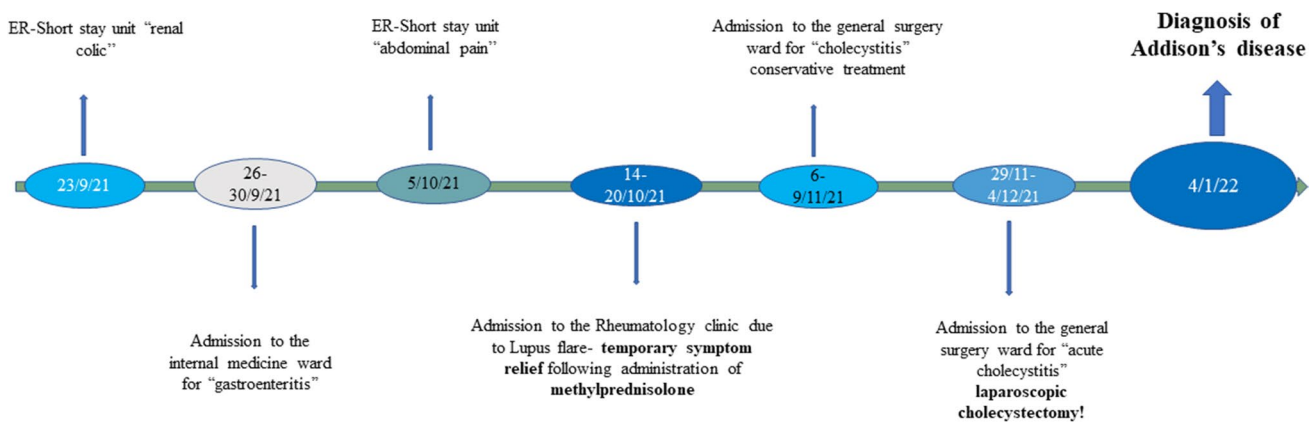 ER-Short stay unit “renal
colic”
ER-Short stay unit
“abdominal pain”
Admission to the general surgery
ward for “cholecystitis”
conservative treatment
Diagnosis of
Addison’s disease
23/9/21
26-
30/9/21
5/10/21
14-
20/10/21
6-
9/11/21
29/11-
4/12/21
4/1/22
Admission to the
internal medicine ward
for “gastroenteritis”
Admission to the Rheumatology clinic due
to Lupus flare- temporary symptom
relief following administration of
methylprednisolone
Admission to the general
surgery ward for “acute
cholecystitis”
laparoscopic
cholecystectomy!